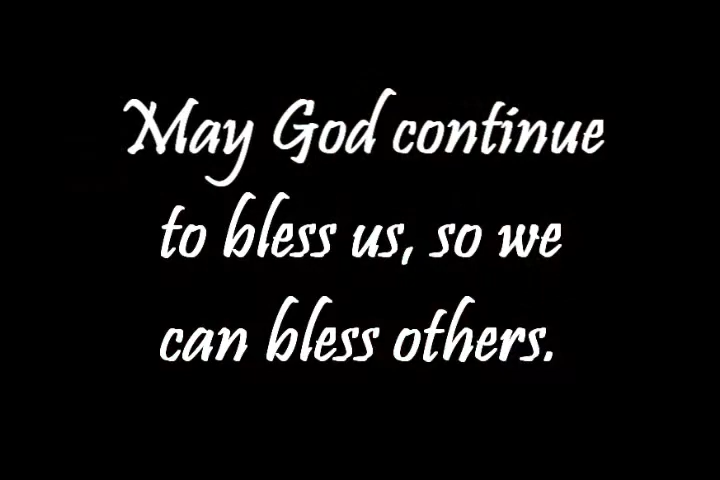 May God continue
to bless us, so we
can bless others.